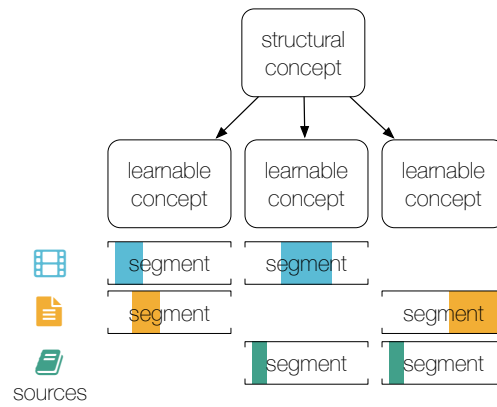 structural
concept
learnable
concept
learnable
concept
learnable
concept
segment
segment
segment
segment
segment
segment
sources